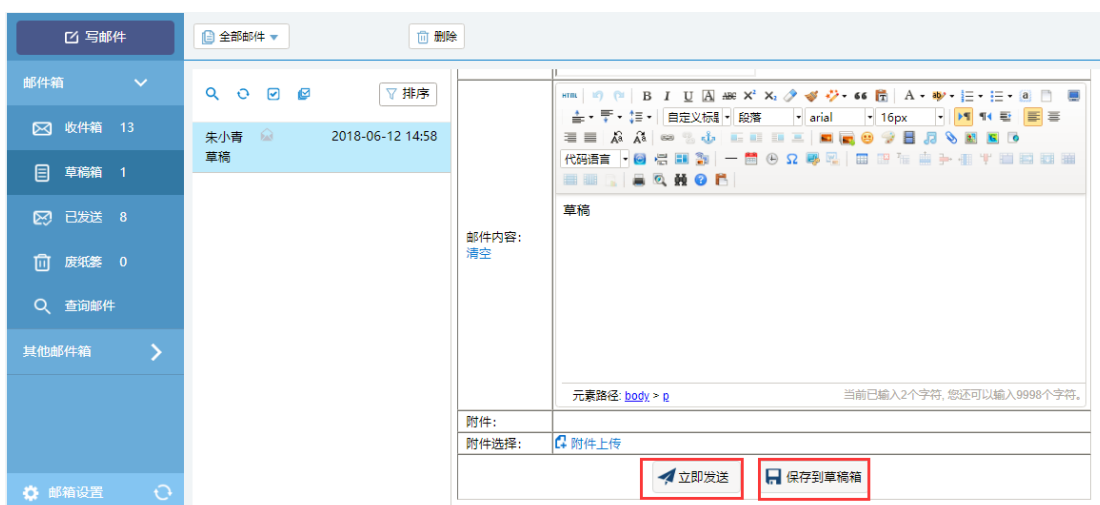 写邮件
全部邮件
删除
邮件箱
收件箱 13
草稿箱 1
已发送 8
废纸篓 0
查询邮件
其他邮件箱
邮箱设置
排序
朱小青 2018-06-12 14:58
草稿
邮件内容:
清空
HTML B I U A ABC X² X₂ 66 A ab a
自定义标题 段落 arial 16px
代码语言 Ω
草稿
元素路径: body > p 当前已输入2个字符, 您还可以输入9998个字符。
附件:
附件选择: 附件上传
立即发送 保存到草稿箱